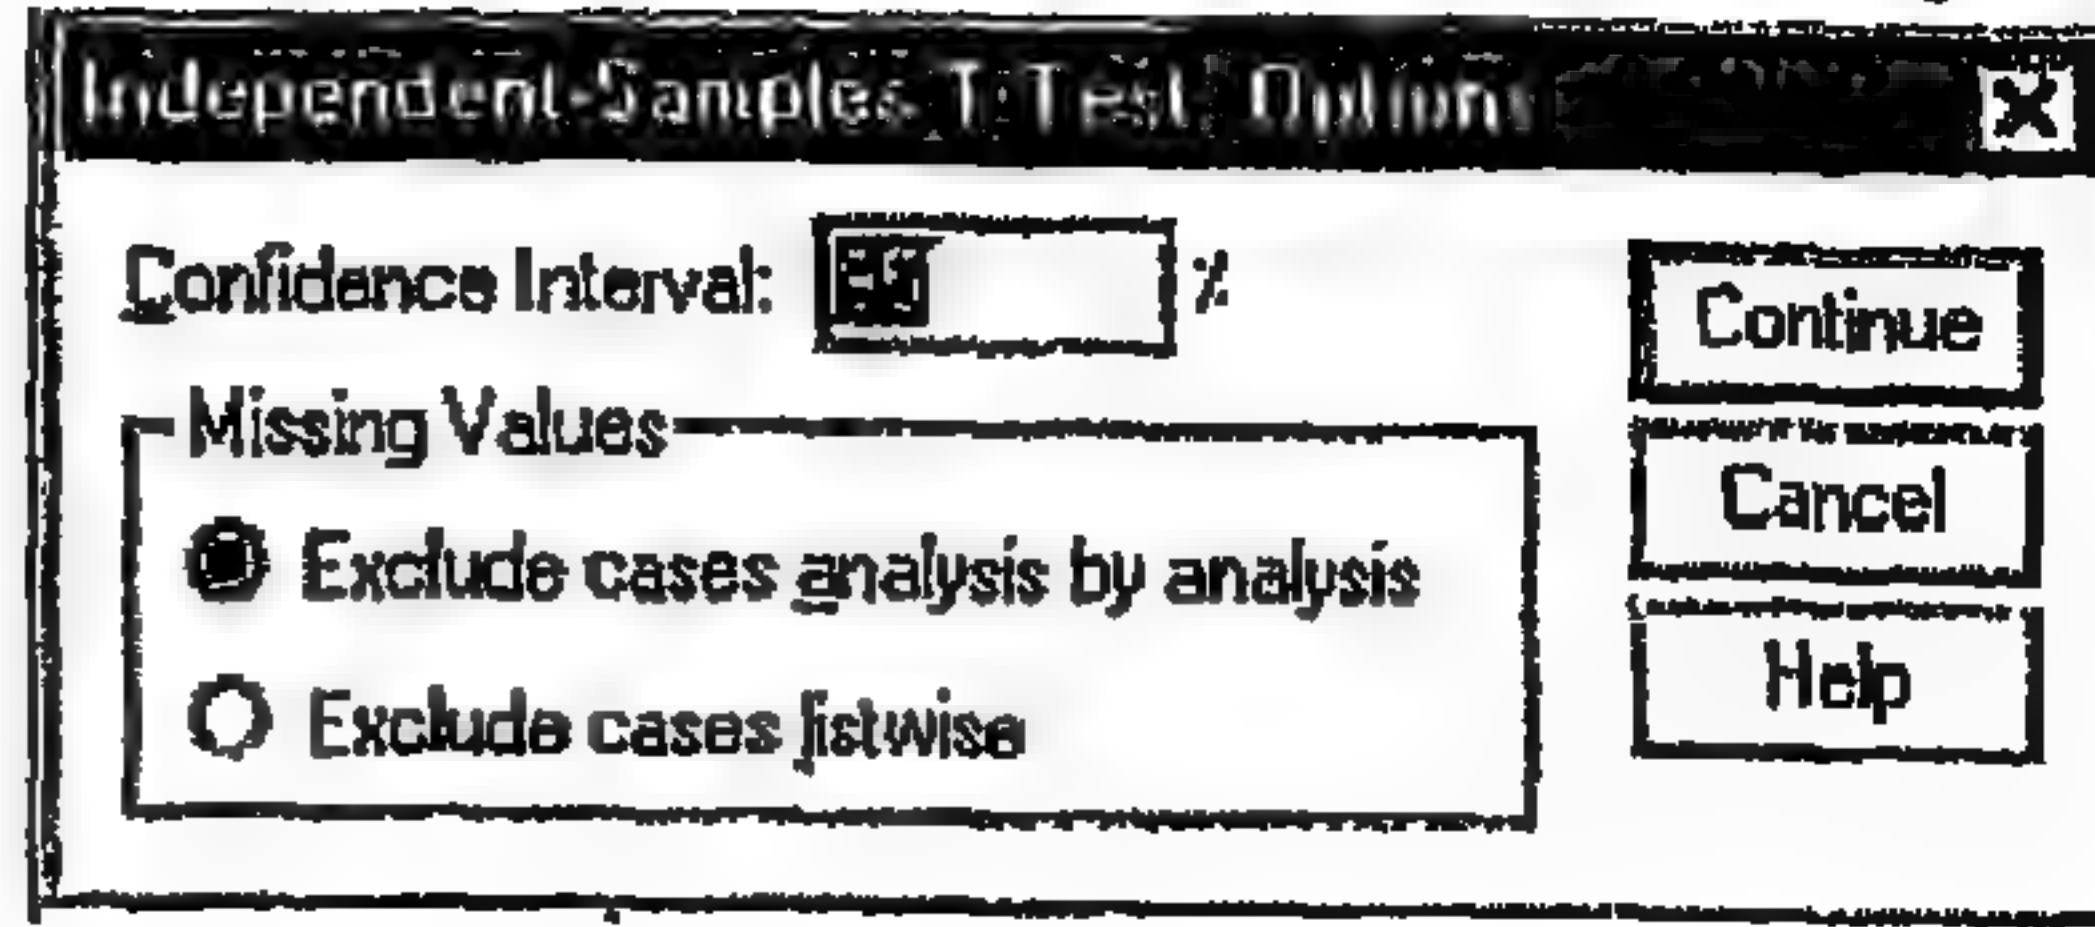 Independent-Samples T Test: Options
Confidence Interval: %
Continue
Missing Values
Cancel
Exclude cases analysis by analysis
Help
Exclude cases listwise